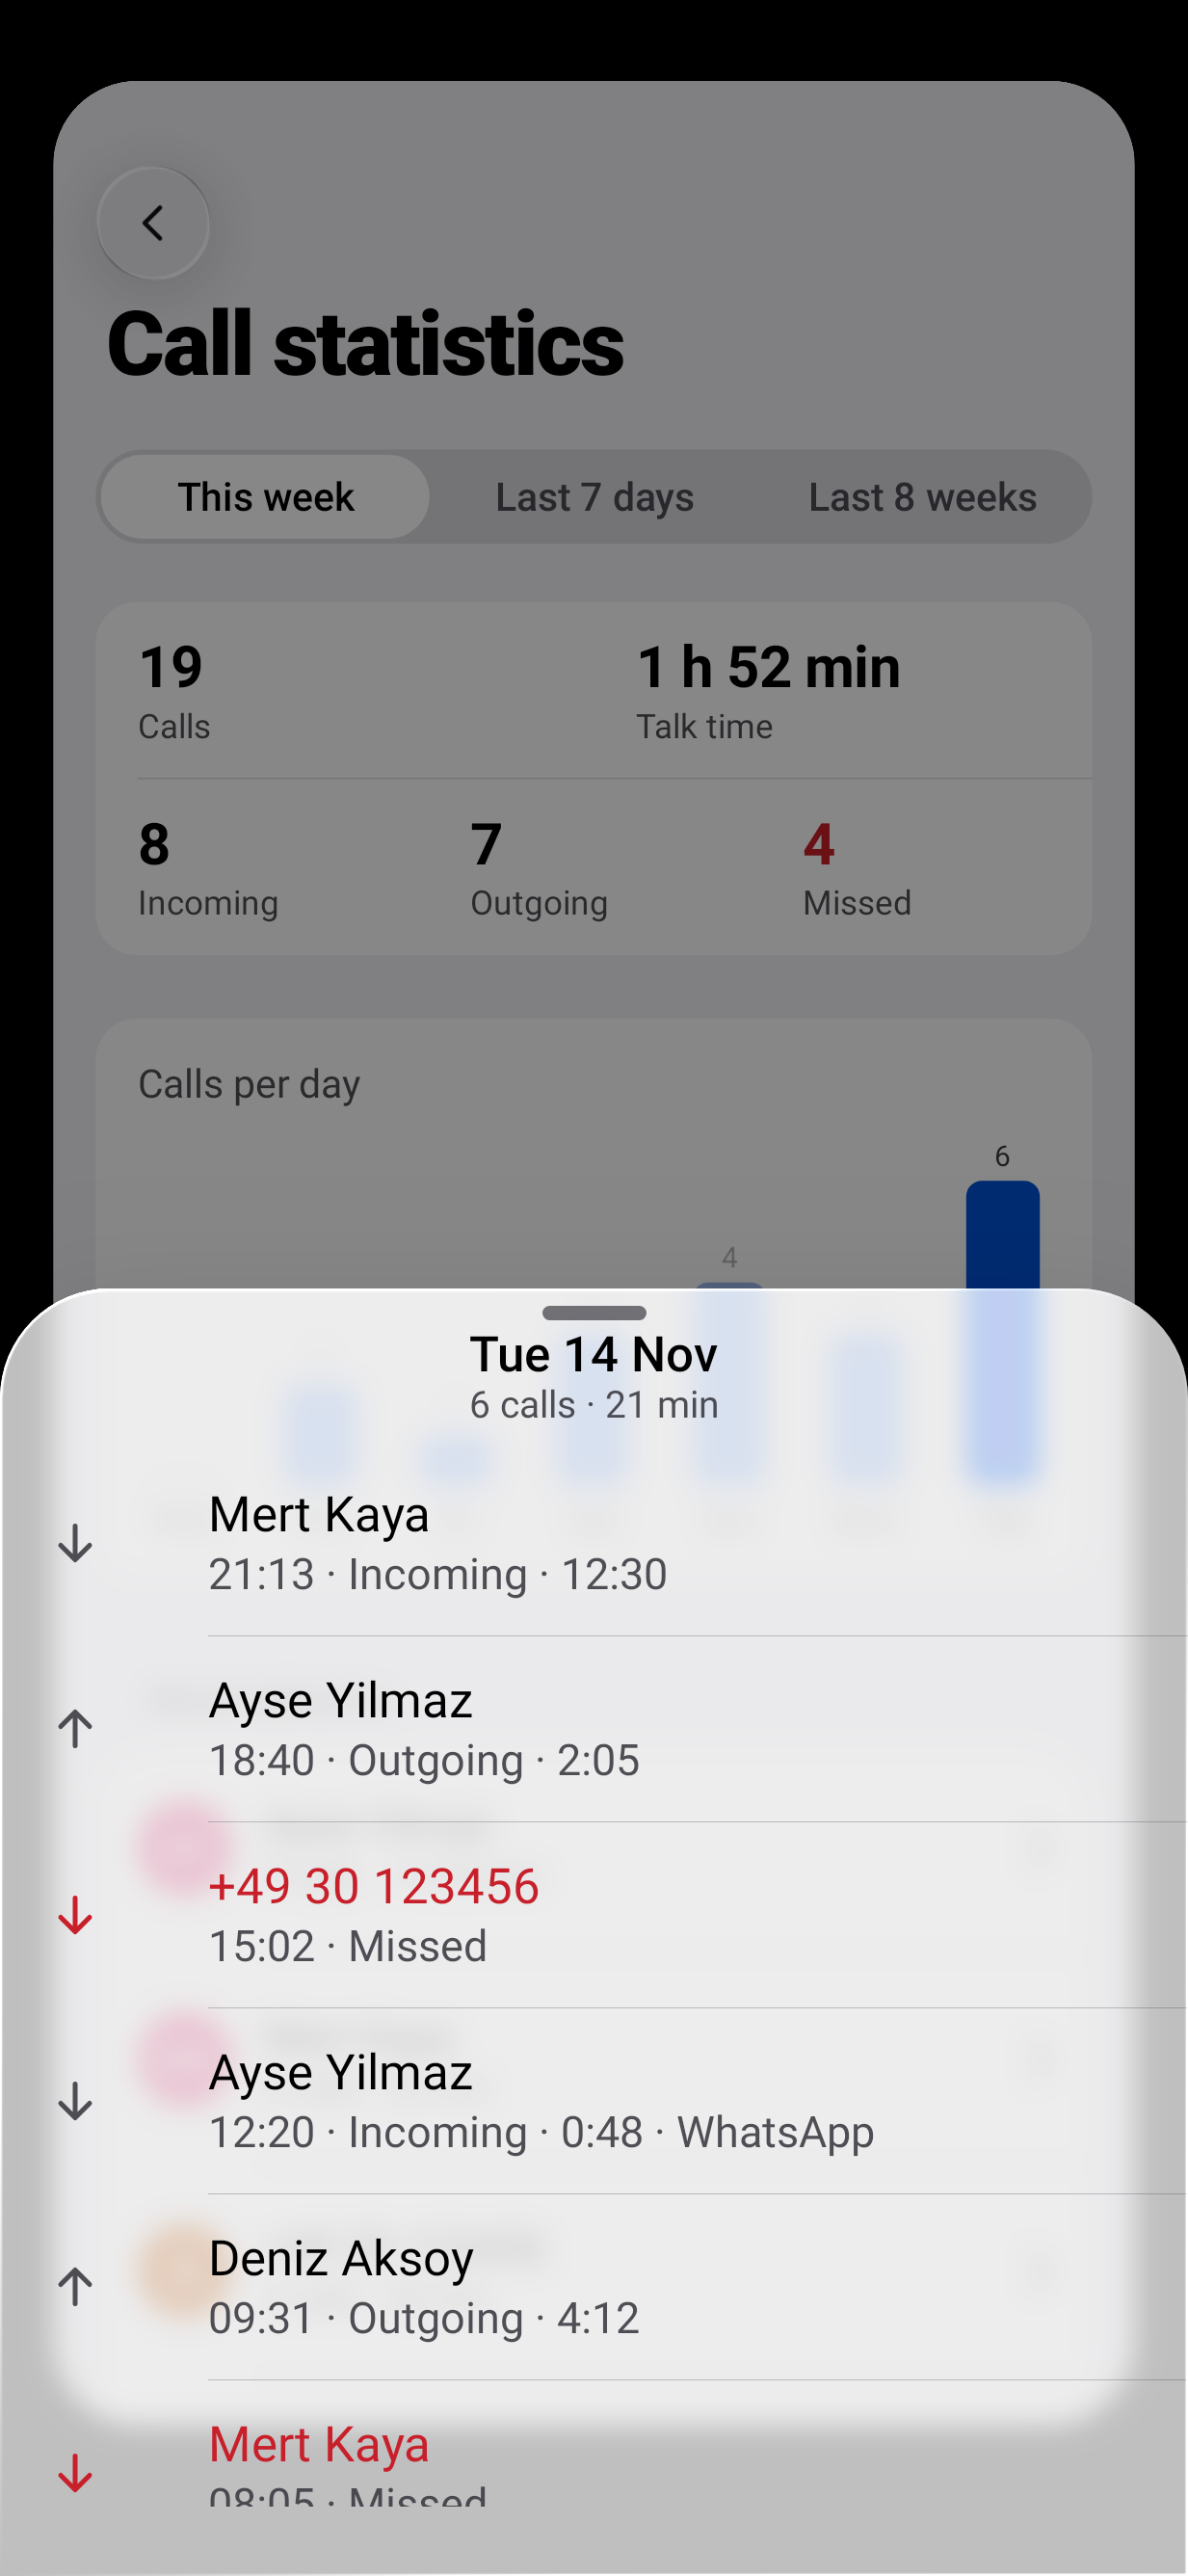 Call statistics
This week Last 7 days Last 8 weeks
19 1 h 52 min
Calls Talk time
8 7 4
Incoming Outgoing Missed
Calls per day
6
4
Tue 14 Nov
6 calls · 21 min
Mert Kaya
21:13 · Incoming · 12:30
Ayse Yilmaz
18:40 · Outgoing · 2:05
+49 30 123456
15:02 · Missed
Ayse Yilmaz
12:20 · Incoming · 0:48 · WhatsApp
Deniz Aksoy
09:31 · Outgoing · 4:12
Mert Kaya
08:05 · Missed